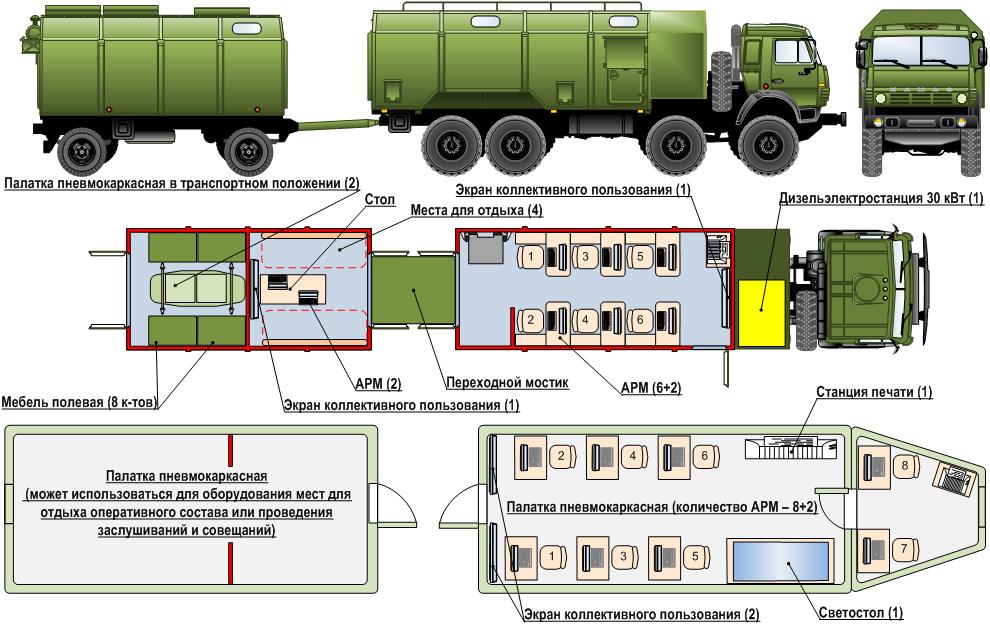 КАМАЗ
Палатка пневмокаркасная в транспортном положении (2)
Стол
Места для отдыха (4)
Экран коллективного пользования (1)
Дизельэлектростанция 30 кВт (1)
1
3
5
2
4
6
Мебель полевая (8 к-тов)
АРМ (2)
Экран коллективного пользования (1)
Переходной мостик
АРМ (6+2)
Станция печати (1)
Палатка пневмокаркасная
(может использоваться для оборудования мест для
отдыха оперативного состава или проведения
заслушиваний и совещаний)
2
4
6
8
Палатка пневмокаркасная (количество АРМ – 8+2)
1
3
5
7
Экран коллективного пользования (2)
Светостол (1)